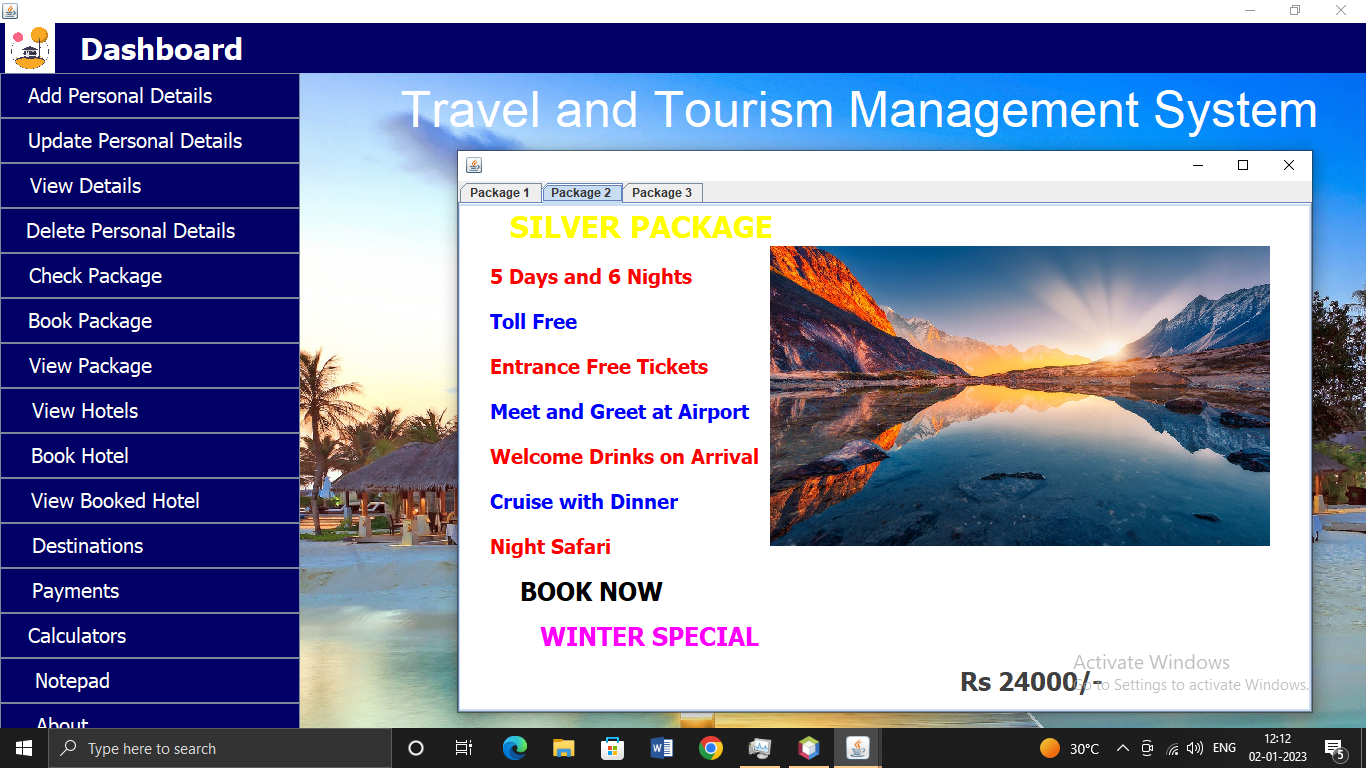 Dashboard
Add Personal Details
Update Personal Details
View Details
Delete Personal Details
Check Package
Book Package
View Package
View Hotels
Book Hotel
View Booked Hotel
Destinations
Payments
Calculators
Notepad
About
Travel and Tourism Management System
Package 1
Package 2
Package 3
SILVER PACKAGE
5 Days and 6 Nights
Toll Free
Entrance Free Tickets
Meet and Greet at Airport
Welcome Drinks on Arrival
Cruise with Dinner
Night Safari
BOOK NOW
WINTER SPECIAL
Rs 24000/-
Activate Windows
Go to Settings to activate Windows.
Type here to search
30°C
ENG
12:12
02-01-2023
5